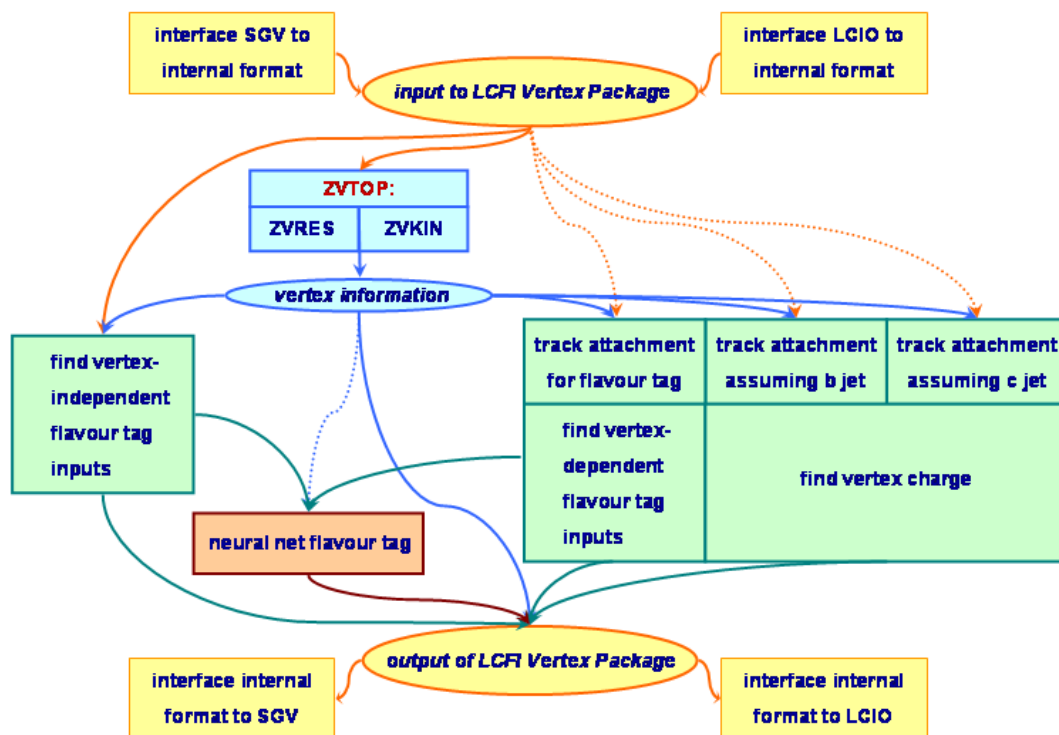 interface SGV to
internal format
interface LCIO to
internal format
input to LCFI Vertex Package
ZVTOP:
ZVRES
ZVKIN
vertex information
find vertex-
independent
flavour tag
inputs
track attachment
for flavour tag
track attachment
assuming b jet
track attachment
assuming c jet
find vertex-
dependent
flavour tag
inputs
find vertex charge
neural net flavour tag
output of LCFI Vertex Package
interface internal
format to SGV
interface internal
format to LCIO